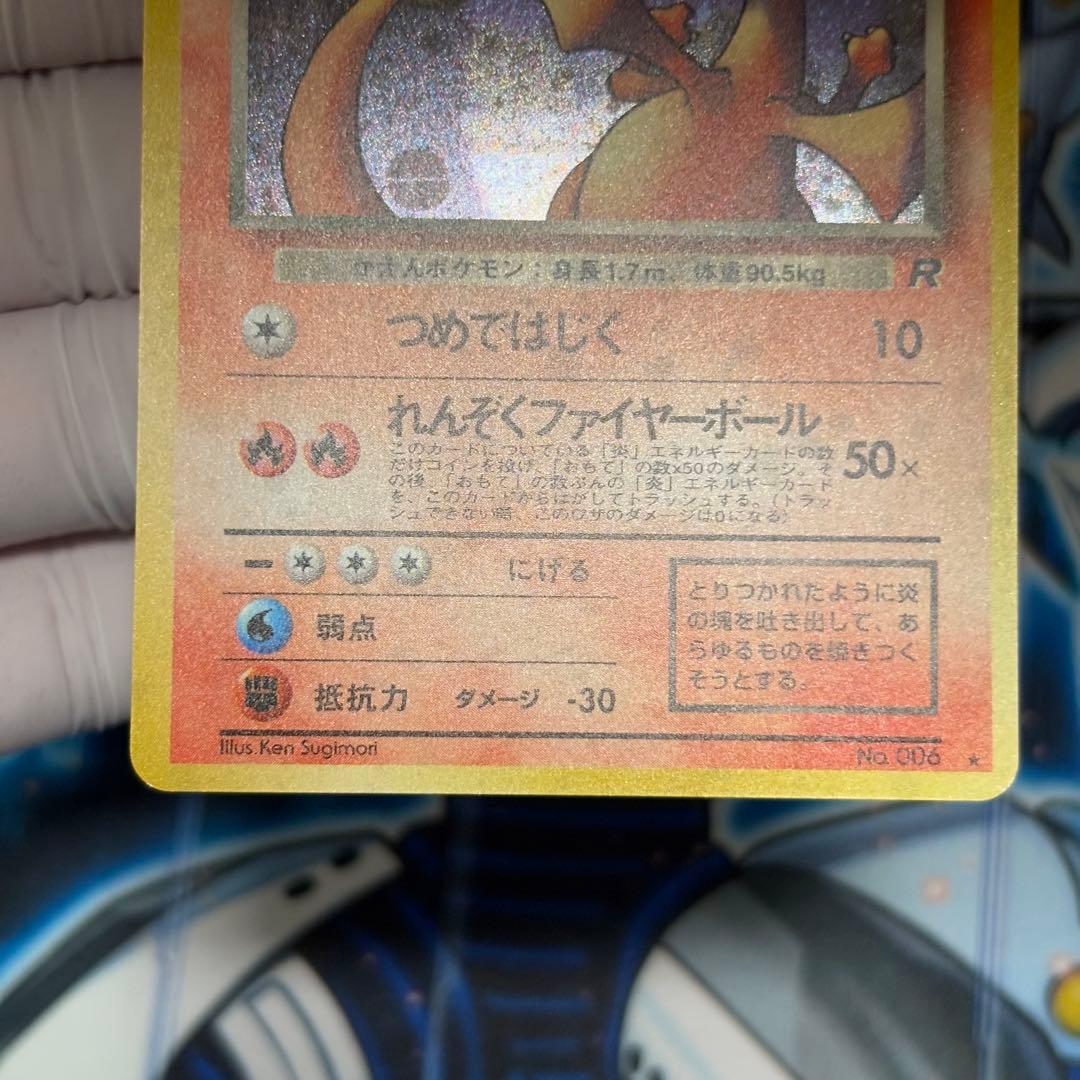 かえんポケモン：身長1.7m、体重90.5kg
R
つめではじく 10
れんぞくファイヤーボール 50×
このカードについている「炎」エネルギーカードの数
だけコインを投げ、「おもて」の数x50のダメージ。そ
の後、「おもて」の数ぶんの「炎」エネルギーカード
を、このカードからはがしてトラッシュする。（トラッ
シュできない時、このワザのダメージは0になる）
にげる
弱点
抵抗力 ダメージ -30
とりつかれたように炎
の塊を吐き出して、あ
らゆるものを焼きつく
そうとする。
Illus.Ken Sugimori
No. 006 ★